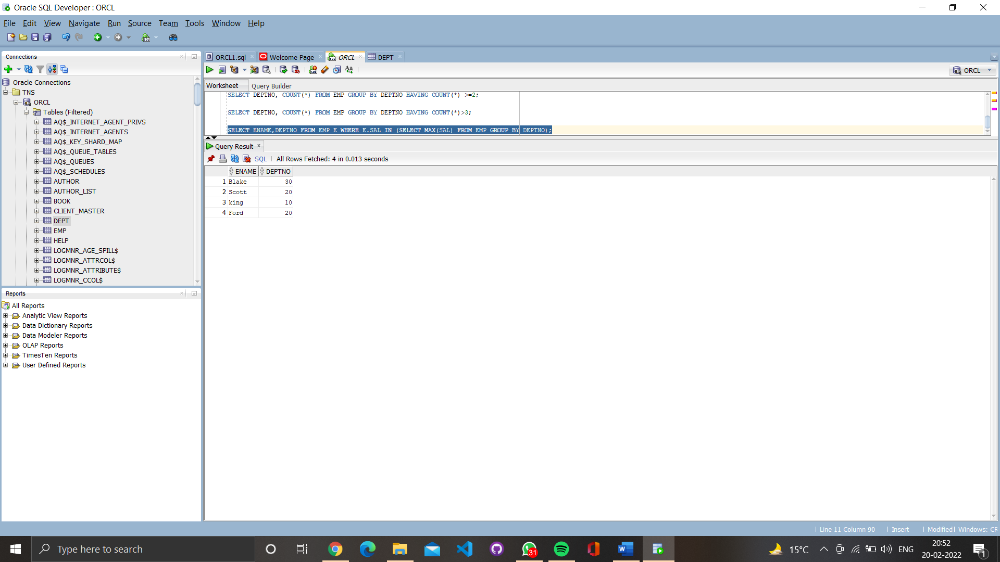 Oracle SQL Developer : ORCL
File Edit View Navigate Run Source Team Tools Window Help
Connections
ORCL1.sql Welcome Page ORCL DEPT
ORCL
Oracle Connections
TNS
ORCL
Tables (Filtered)
AQ$_INTERNET_AGENT_PRIVS
AQ$_INTERNET_AGENTS
AQ$_KEY_SHARD_MAP
AQ$_QUEUE_TABLES
AQ$_QUEUES
AQ$_SCHEDULES
AUTHOR
AUTHOR_LIST
BOOK
CLIENT_MASTER
DEPT
EMP
HELP
LOGMNR_AGE_SPILL$
LOGMNR_ATTRCOL$
LOGMNR_ATTRIBUTE$
LOGMNR_CCOL$
Reports
All Reports
Analytic View Reports
Data Dictionary Reports
Data Modeler Reports
OLAP Reports
TimesTen Reports
User Defined Reports
Worksheet Query Builder
SELECT DEPTNO, COUNT(*) FROM EMP GROUP BY DEPTNO HAVING COUNT(*) >=2;
SELECT DEPTNO, COUNT(*) FROM EMP GROUP BY DEPTNO HAVING COUNT(*)>3;
SELECT ENAME,DEPTNO FROM EMP E WHERE E.SAL IN (SELECT MAX(SAL) FROM EMP GROUP BY DEPTNO);
Query Result
SQL All Rows Fetched: 4 in 0.013 seconds
ENAME DEPTNO
1 Blake 30
2 Scott 20
3 king 10
4 Ford 20
Line 11 Column 90 Insert Modified Windows: CR
Type here to search
31
15°C
ENG
20:52
20-02-2022
1